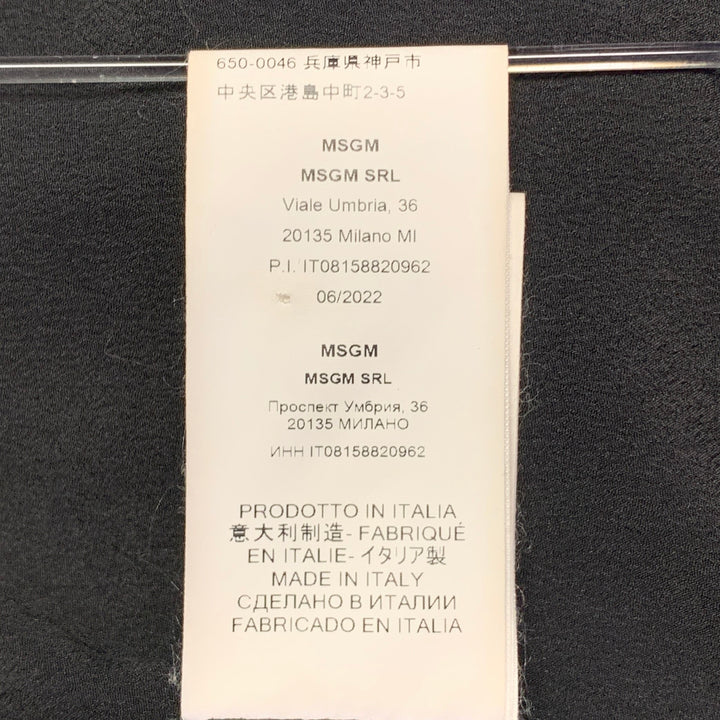 650-0046 兵庫県神戸市
中央区港島中町2-3-5
MSGM
MSGM SRL
Viale Umbria, 36
20135 Milano MI
P.I. IT08158820962
06/2022
MSGM
MSGM SRL
Проспект Умбрия, 36
20135 МИЛАНО
ИНН IT08158820962
PRODOTTO IN ITALIA
意大利制造- FABRIQUÉ
EN ITALIE- イタリア製
MADE IN ITALY
СДЕЛАНО В ИТАЛИИ
FABRICADO EN ITALIA